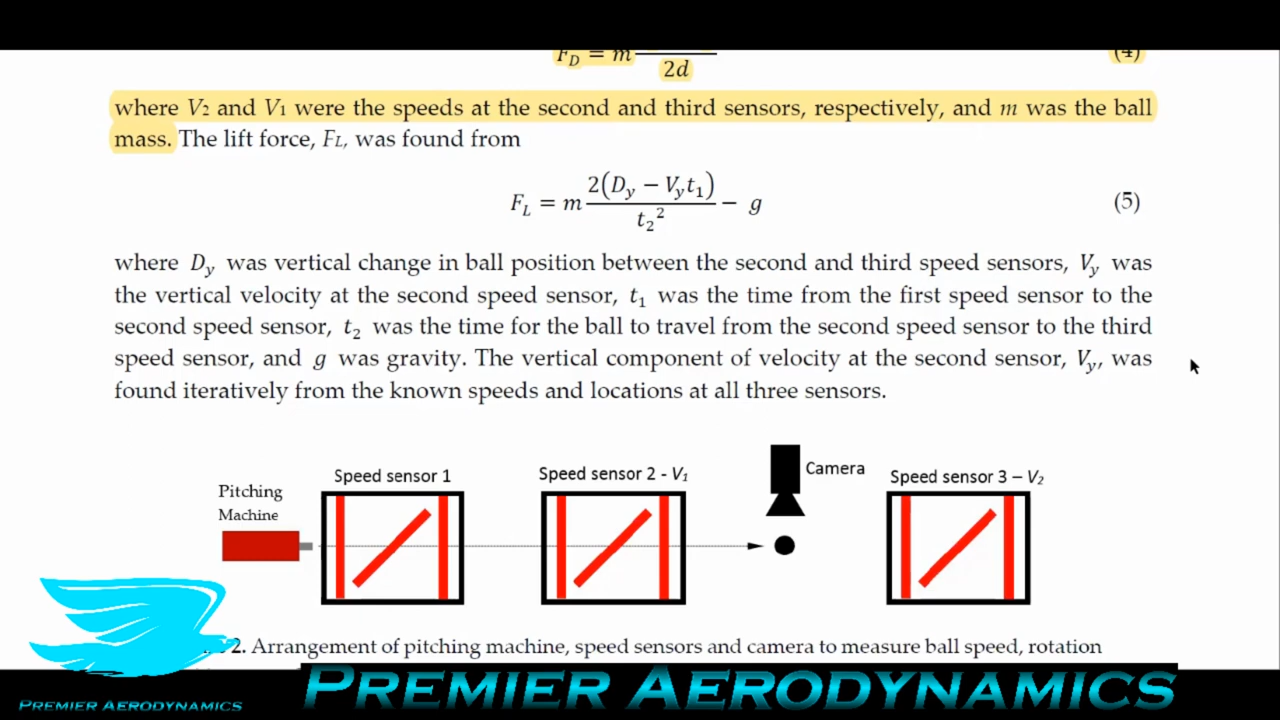 F_D = m ——— (4)
2d
where V2 and V1 were the speeds at the second and third sensors, respectively, and m was the ball
mass. The lift force, FL, was found from
F_L = m 2(D_y − V_y t_1) / t_2² − g (5)
where D_y was vertical change in ball position between the second and third speed sensors, V_y was
the vertical velocity at the second speed sensor, t_1 was the time from the first speed sensor to the
second speed sensor, t_2 was the time for the ball to travel from the second speed sensor to the third
speed sensor, and g was gravity. The vertical component of velocity at the second sensor, V_y, was
found iteratively from the known speeds and locations at all three sensors.
Pitching
Machine
Speed sensor 1
Speed sensor 2 - V1
Camera
Speed sensor 3 – V2
2. Arrangement of pitching machine, speed sensors and camera to measure ball speed, rotation
PREMIER AERODYNAMICS
PREMIER AERODYNAMICS